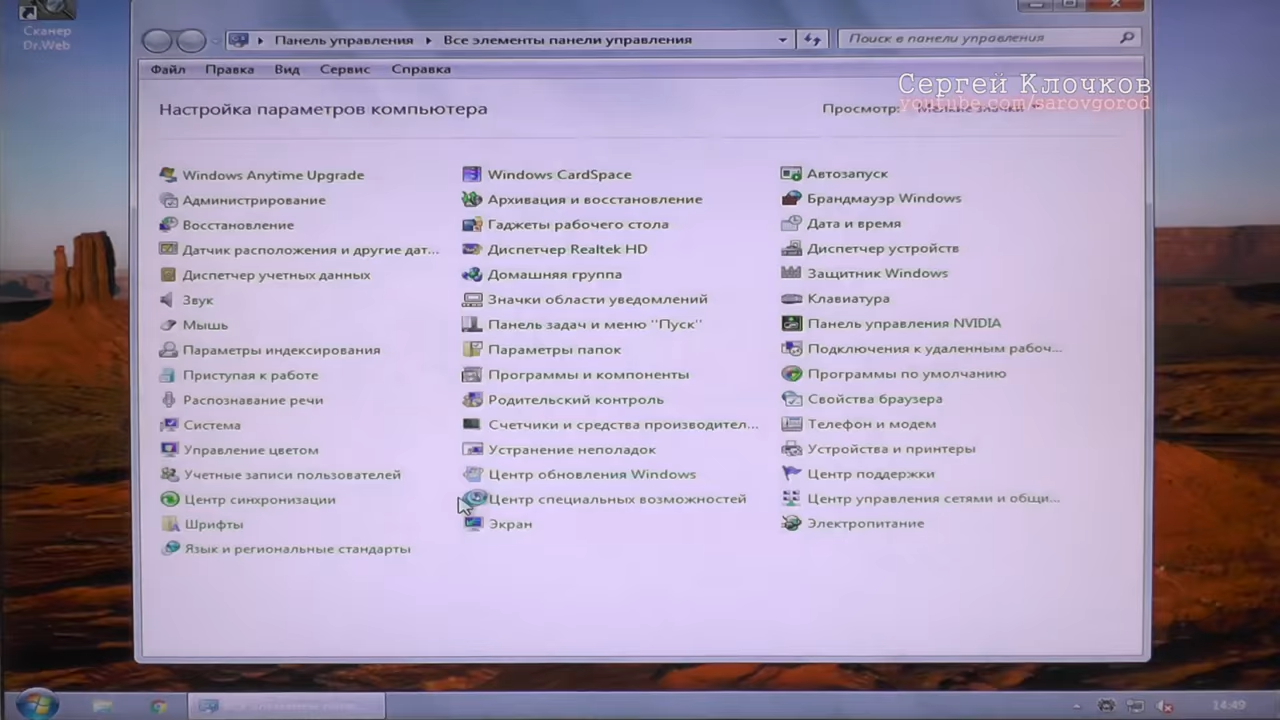 Сканер
Dr.Web
Панель управления
Все элементы панели управления
Поиск в панели управления
Файл Правка Вид Сервис Справка
Сергей Клочков
youtube.com/sarovgorod
Настройка параметров компьютера
Просмотр: Мелкие значки
Windows Anytime Upgrade
Администрирование
Восстановление
Датчик расположения и другие дат...
Диспетчер учетных данных
Звук
Мышь
Параметры индексирования
Приступая к работе
Распознавание речи
Система
Управление цветом
Учетные записи пользователей
Центр синхронизации
Шрифты
Язык и региональные стандарты
Windows CardSpace
Архивация и восстановление
Гаджеты рабочего стола
Диспетчер Realtek HD
Домашняя группа
Значки области уведомлений
Панель задач и меню "Пуск"
Параметры папок
Программы и компоненты
Родительский контроль
Счетчики и средства производител...
Устранение неполадок
Центр обновления Windows
Центр специальных возможностей
Экран
Автозапуск
Брандмауэр Windows
Дата и время
Диспетчер устройств
Защитник Windows
Клавиатура
Панель управления NVIDIA
Подключения к удаленным рабоч...
Программы по умолчанию
Свойства браузера
Телефон и модем
Устройства и принтеры
Центр поддержки
Центр управления сетями и общи...
Электропитание
14:49